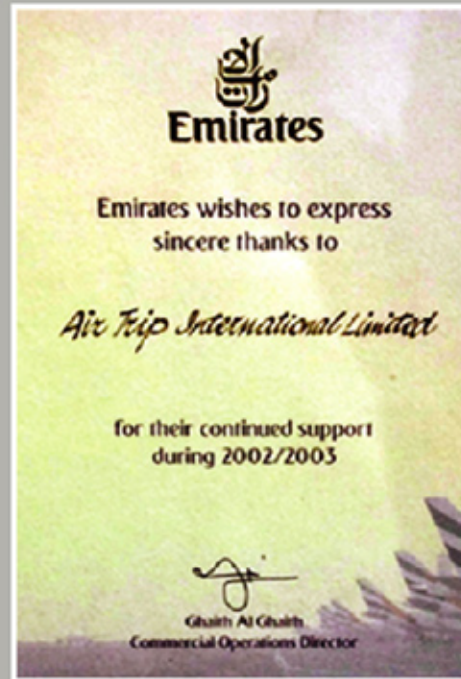 Emirates
Emirates wishes to express
sincere thanks to
Air Trip International Limited
for their continued support
during 2002/2003
Ghaith Al Ghaith
Commercial Operations Director